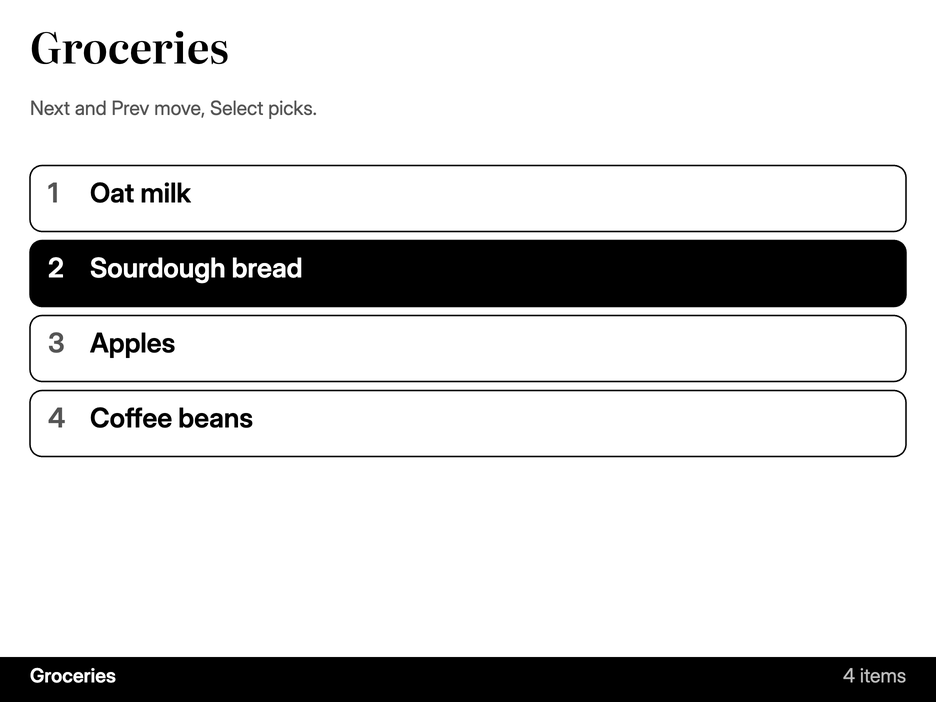 Groceries
Next and Prev move, Select picks.
1 Oat milk
2 Sourdough bread
3 Apples
4 Coffee beans
Groceries 4 items